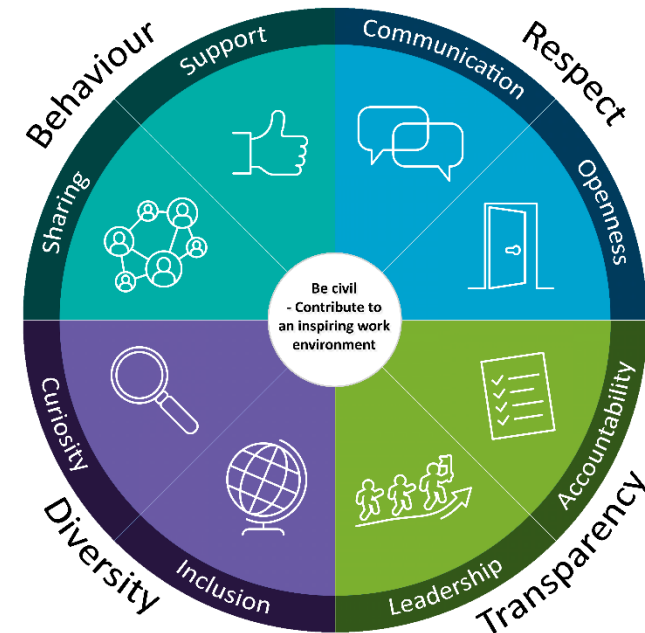 Behaviour
Support
Communication
Respect
Sharing
Openness
Be civil
- Contribute to
an inspiring work
environment
Curiosity
Accountability
Diversity
Inclusion
Leadership
Transparency